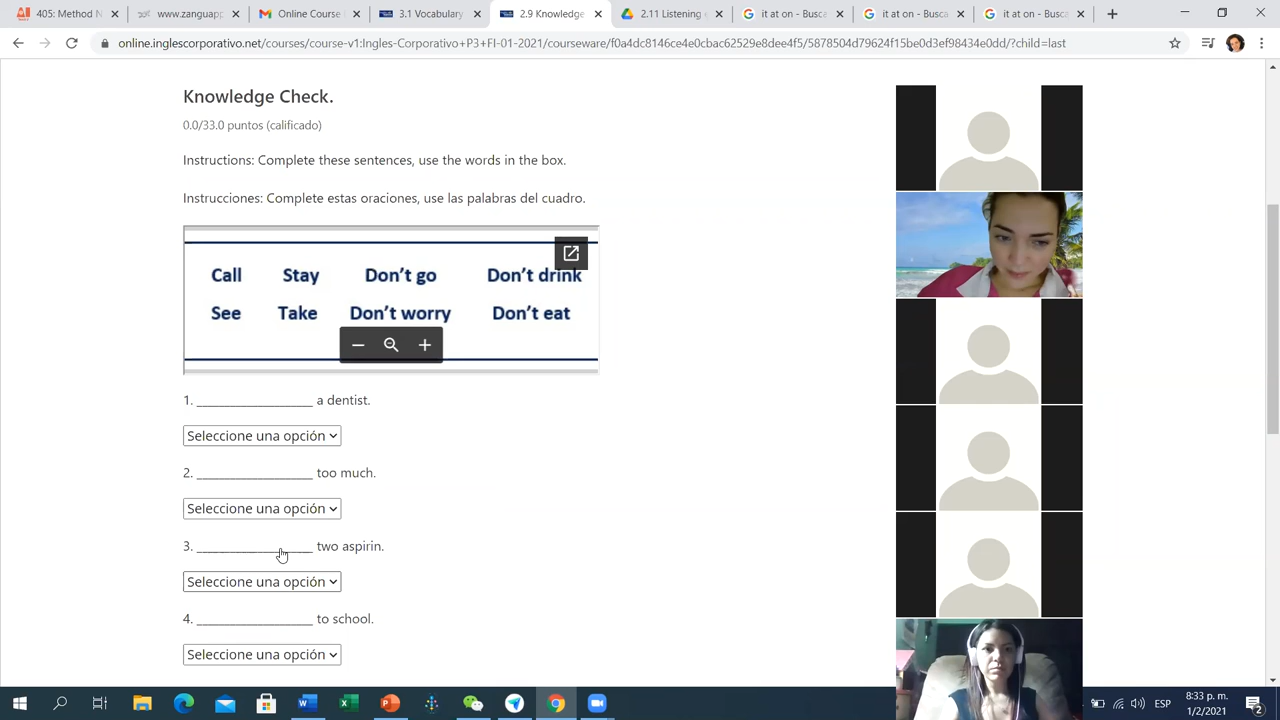 405: Method N
www.zangus
Online Course
3.1 Vocabulary
2.9 Knowledge
2.11 Listening
it at on - Busca
it at on - Busca
it at on - Busca
online.inglescorporativo.net/courses/course-v1:Ingles-Corporativo+P3+FI-01-2021/courseware/f0a4dc8146ce4e0cbac62529e8dee4f5/5878504d79624f15be0d3ef98434e0dd/?child=last
Knowledge Check.
0.0/33.0 puntos (calificado)
Instructions: Complete these sentences, use the words in the box.
Instrucciones: Complete estas oraciones, use las palabras del cuadro.
Call Stay Don't go Don't drink
See Take Don't worry Don't eat
1. ________________ a dentist.
Seleccione una opción
2. ________________ too much.
Seleccione una opción
3. ________________ two aspirin.
Seleccione una opción
4. ________________ to school.
Seleccione una opción
ESP
8:33 p. m.
1/2/2021
2